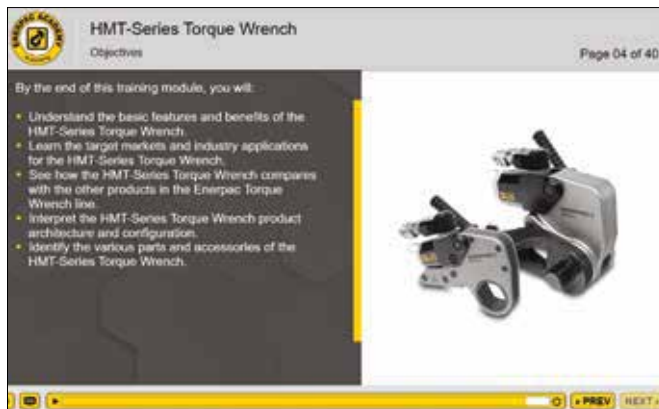 ENERPAC ACADEMY
HMT-Series Torque Wrench
Objectives
Page 04 of 40
By the end of this training module, you will:
• Understand the basic features and benefits of the
HMT-Series Torque Wrench.
• Learn the target markets and industry applications
for the HMT-Series Torque Wrench.
• See how the HMT-Series Torque Wrench compares
with the other products in the Enerpac Torque
Wrench line.
• Interpret the HMT-Series Torque Wrench product
architecture and configuration.
• Identify the various parts and accessories of the
HMT-Series Torque Wrench.
PREV
NEXT